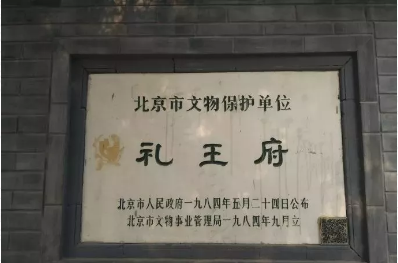 北京市文物保护单位
礼王府
北京市人民政府一九八四年五月二十四日公布
北京市文物事业管理局一九八四年九月立